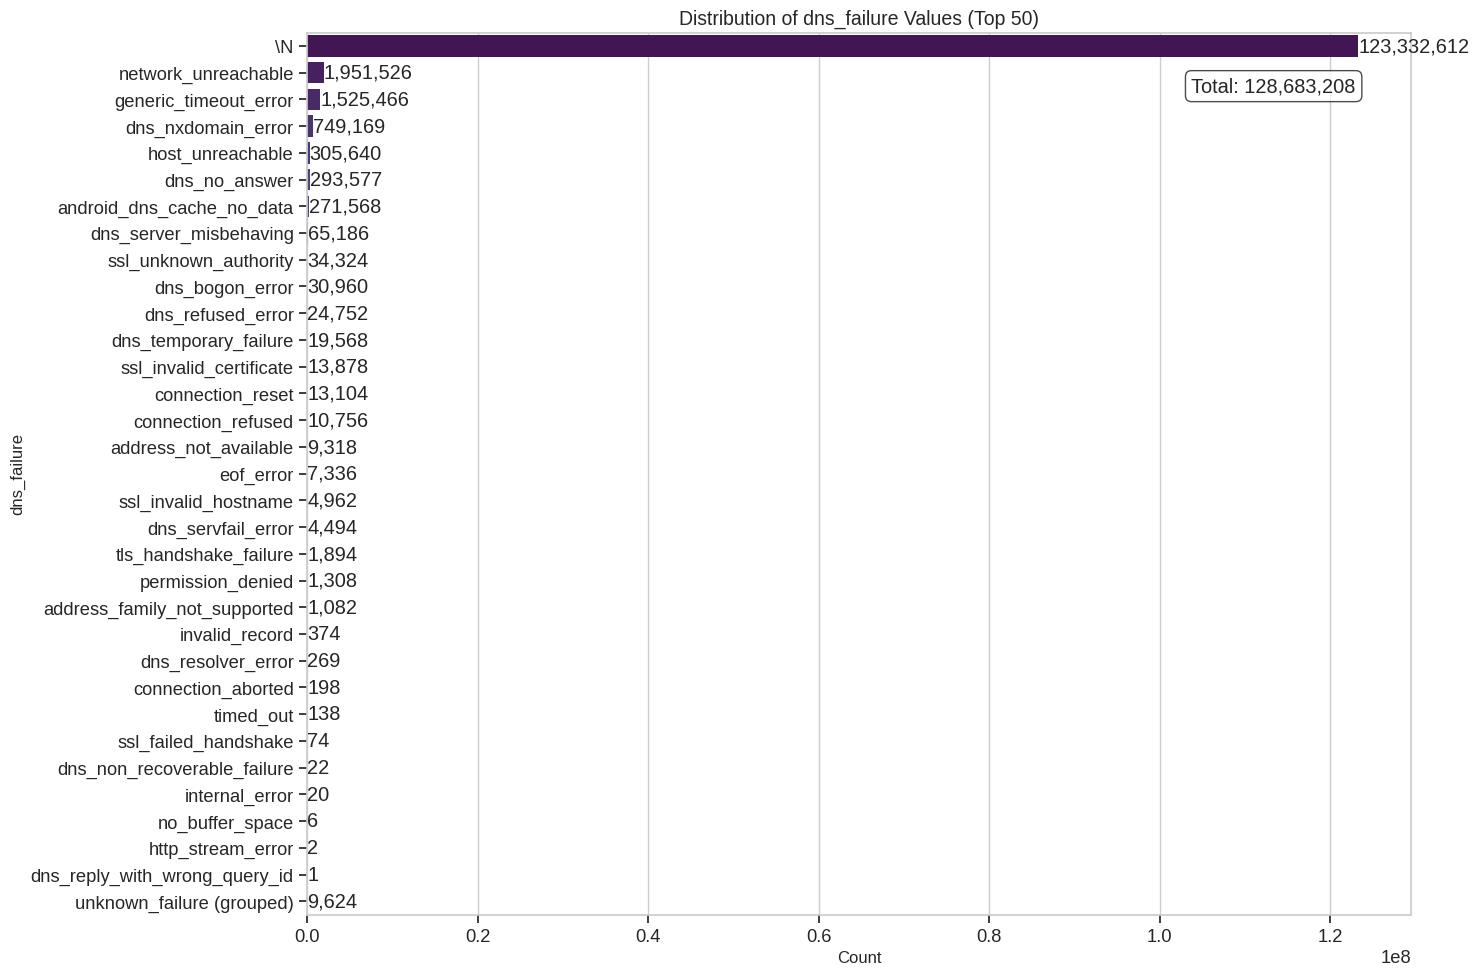 Distribution of dns_failure Values (Top 50)
\N 123,332,612
network_unreachable 1,951,526
Total: 128,683,208
generic_timeout_error 1,525,466
dns_nxdomain_error 749,169
host_unreachable 305,640
dns_no_answer 293,577
android_dns_cache_no_data 271,568
dns_server_misbehaving 65,186
ssl_unknown_authority 34,324
dns_bogon_error 30,960
dns_refused_error 24,752
dns_temporary_failure 19,568
ssl_invalid_certificate 13,878
connection_reset 13,104
connection_refused 10,756
address_not_available 9,318
eof_error 7,336
dns_failure
ssl_invalid_hostname 4,962
dns_servfail_error 4,494
tls_handshake_failure 1,894
permission_denied 1,308
address_family_not_supported 1,082
invalid_record 374
dns_resolver_error 269
connection_aborted 198
timed_out 138
ssl_failed_handshake 74
dns_non_recoverable_failure 22
internal_error 20
no_buffer_space 6
http_stream_error 2
dns_reply_with_wrong_query_id 1
unknown_failure (grouped) 9,624
0.0 0.2 0.4 0.6 0.8 1.0 1.2
Count
1e8